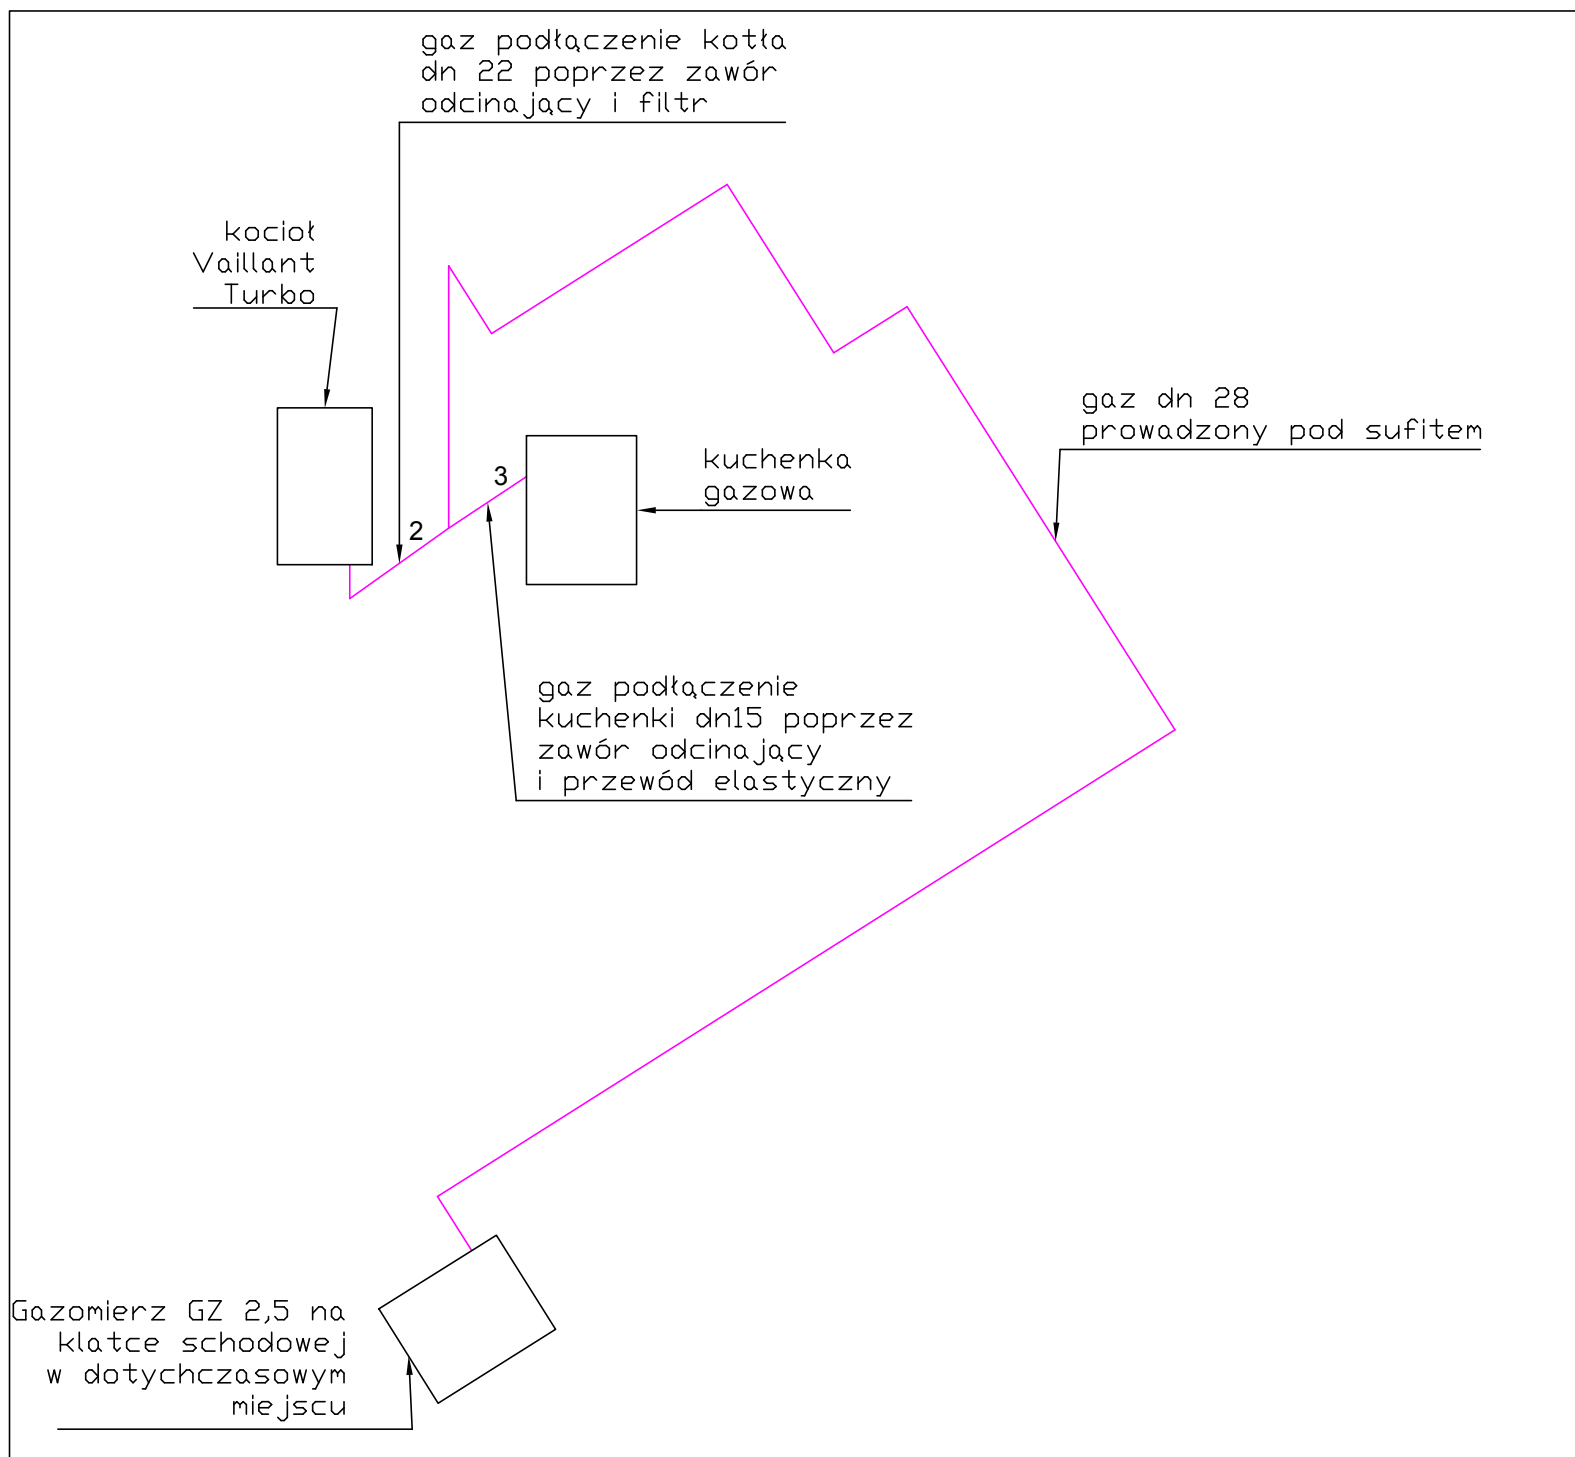 gaz podłączenie kotła
dn 22 poprzez zawór
odcinający i filtr
kocioł
Vaillant
Turbo
gaz dn 28
prowadzony pod sufitem
kuchenka
gazowa
3
2
gaz podłączenie
kuchenki dn15 poprzez
zawór odcinający
i przewód elastyczny
Gazomierz GZ 2,5 na
klatce schodowej
w dotychczasowym
miejscu